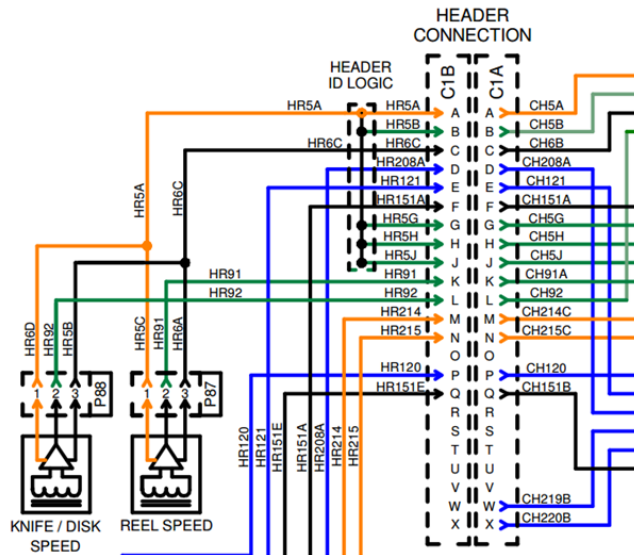 HEADER
CONNECTION
C1B
C1A
HEADER
ID LOGIC
HR5A
HR5A
A
CH5A
HR5B
B
CH5B
HR6C
HR6C
C
CH6B
HR208A
D
CH208A
HR121
E
CH121
HR151A
F
CH151A
HR5G
G
CH5G
HR5H
H
CH5H
HR5J
J
CH5J
HR91
HR91
K
CH91A
HR92
HR92
L
CH92
HR214
M
CH214C
HR215
N
CH215C
O
HR120
P
CH120
HR151E
Q
CH151B
R
S
T
U
V
W
CH219B
X
CH220B
A
B
C
D
E
F
G
H
J
K
L
M
N
O
P
Q
R
S
T
U
V
W
X
HR5A
HR6C
HR6D
HR92
HR5B
HR5C
HR91
HR6A
1
2
3
P88
1
2
3
P87
HR120
HR121
HR151E
HR151A
HR208A
HR214
HR215
KNIFE / DISK
SPEED
REEL SPEED